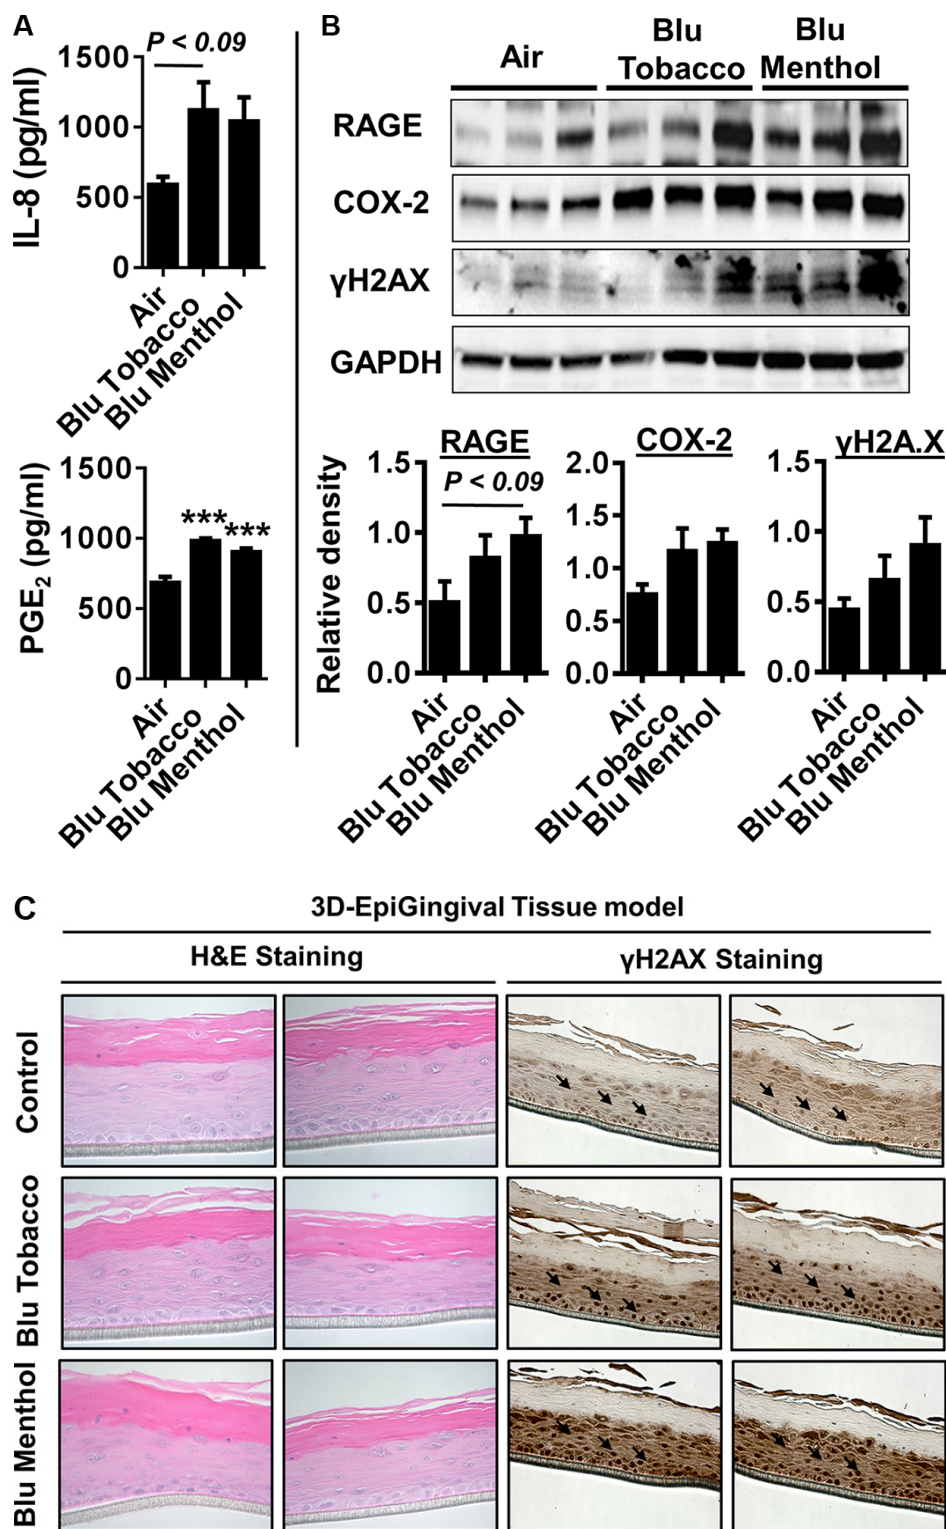 A
P < 0.09
IL-8 (pg/ml)
1500
1000
500
0
Air
Blu Tobacco
Blu Menthol
PGE₂ (pg/ml)
1500
1000
500
0
***
***
Air
Blu Tobacco
Blu Menthol
B
Air
Blu
Tobacco
Blu
Menthol
RAGE
COX-2
γH2AX
GAPDH
Relative density
RAGE
P < 0.09
1.5
1.0
0.5
0.0
Air
Blu Tobacco
Blu Menthol
COX-2
2.0
1.5
1.0
0.5
0.0
Air
Blu Tobacco
Blu Menthol
γH2A.X
1.5
1.0
0.5
0.0
Air
Blu Tobacco
Blu Menthol
C
3D-EpiGingival Tissue model
H&E Staining
γH2AX Staining
Control
Blu Tobacco
Blu Menthol